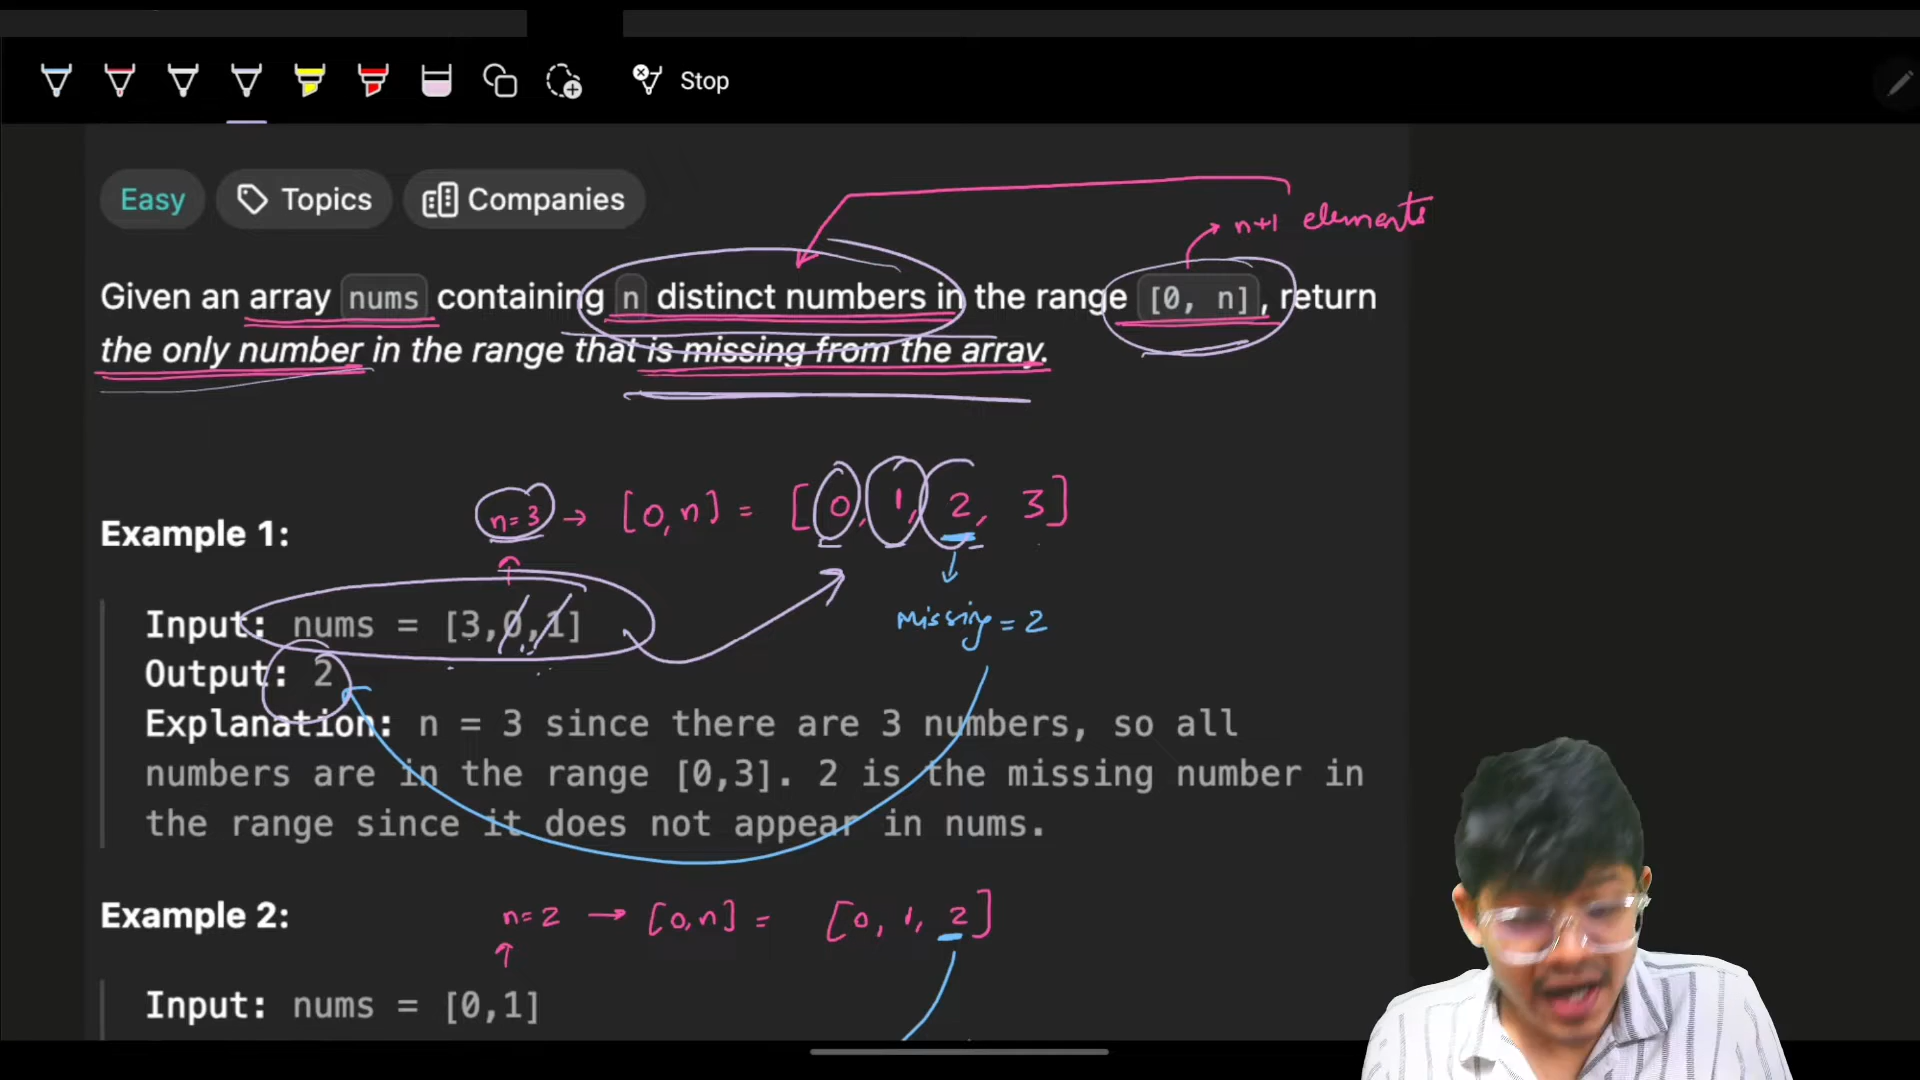 Stop
Easy Topics Companies
n+1 elements
Given an array nums containing n distinct numbers in the range [0, n], return
the only number in the range that is missing from the array.
n=3 → [0,n] = [0, 1, 2, 3]
Example 1:
Input: nums = [3,0,1]
Missing = 2
Output: 2
Explanation: n = 3 since there are 3 numbers, so all
numbers are in the range [0,3]. 2 is the missing number in
the range since it does not appear in nums.
Example 2:
n=2 → [0,n] = [0, 1, 2]
Input: nums = [0,1]